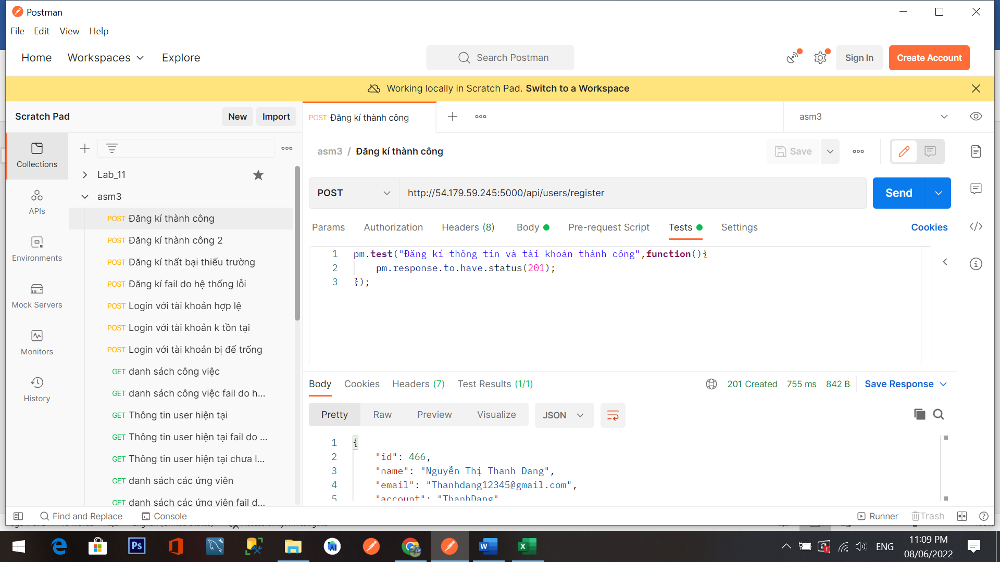 Postman
File Edit View Help
Home Workspaces Explore
Search Postman
Sign In
Create Account
Working locally in Scratch Pad. Switch to a Workspace
Scratch Pad
New
Import
POST Đăng kí thành công
asm3
Collections
APIs
Environments
Mock Servers
Monitors
History
Lab_11
asm3
POST Đăng kí thành công
POST Đăng kí thành công 2
POST Đăng kí thất bại thiếu trường
POST Đăng kí fail do hệ thống lỗi
POST Login với tài khoản hợp lệ
POST Login với tài khoản k tồn tại
POST Login với tài khoản bị để trống
GET danh sách công việc
GET danh sách công việc fail do h...
GET Thông tin user hiện tại
GET Thông tin user hiện tại fail do ...
GET Thông tin user hiện tại chưa l...
GET danh sách các ứng viên
GET danh sách các ứng viên fail d...
asm3 / Đăng kí thành công
Save
POST
http://54.179.59.245:5000/api/users/register
Send
Params Authorization Headers (8) Body Pre-request Script Tests Settings
Cookies
1 pm.test("Đăng kí thông tin và tài khoản thành công",function(){
2 pm.response.to.have.status(201);
3 });
Body Cookies Headers (7) Test Results (1/1)
201 Created 755 ms 842 B Save Response
Pretty Raw Preview Visualize JSON
1 {
2 "id": 466,
3 "name": "Nguyễn Thị Thanh Dang",
4 "email": "Thanhdang12345@gmail.com",
5 "account": "ThanhDang"
Find and Replace Console
Runner Trash
Ps
ENG
11:09 PM
08/06/2022